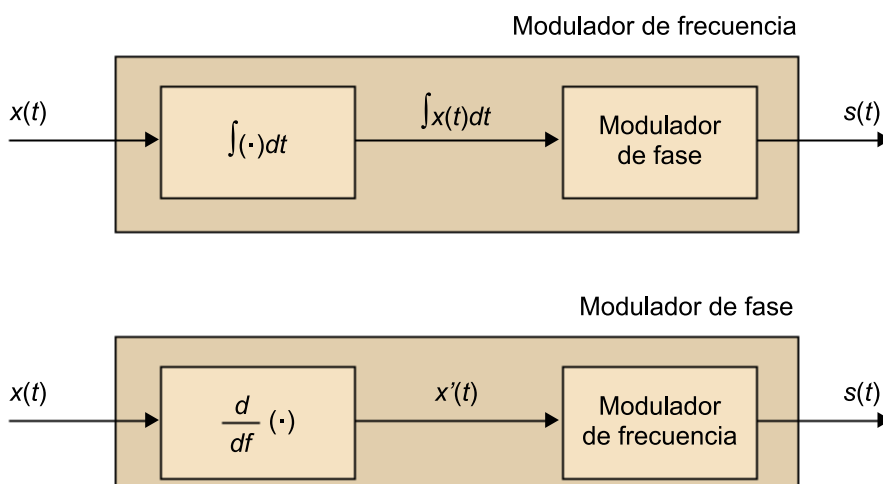 Modulador de frecuencia
x(t)
∫(·)dt
∫x(t)dt
Modulador
de fase
s(t)
Modulador de fase
x(t)
d
df
(·)
x’(t)
Modulador
de frecuencia
s(t)